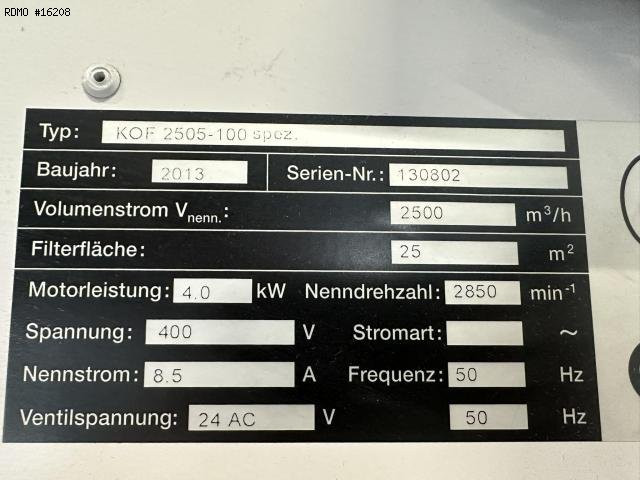 RDMO #16208
Typ: KOF 2505-100 spez.
Baujahr: 2013 Serien-Nr.: 130802
Volumenstrom Vnenn.: 2500 m³/h
Filterfläche: 25 m²
Motorleistung: 4.0 kW Nenndrehzahl: 2850 min⁻¹
Spannung: 400 V Stromart: ~
Nennstrom: 8.5 A Frequenz: 50 Hz
Ventilspannung: 24 AC V 50 Hz